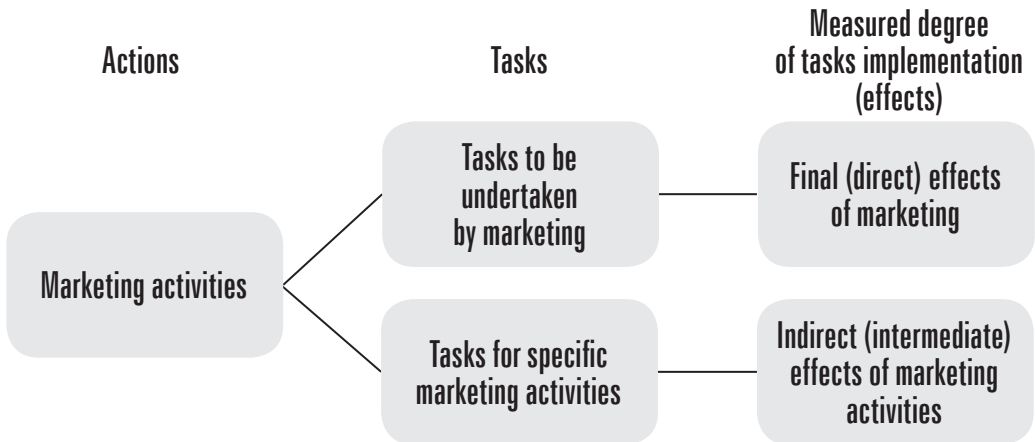 Actions
Tasks
Measured degree
of tasks implementation
(effects)
Marketing activities
Tasks to be
undertaken
by marketing
Final (direct) effects
of marketing
Tasks for specific
marketing activities
Indirect (intermediate)
effects of marketing
activities